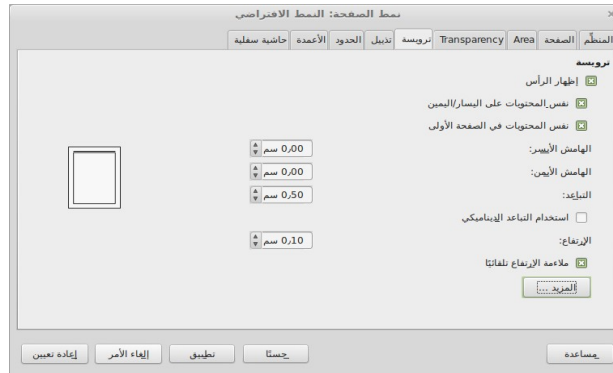 نمط الصفحة: النمط الافتراضي
المنظِّم الصفحة Area Transparency ترويسة تذييل الحدود الأعمدة حاشية سفلية
ترويسة
إظهار الرأس
نفس المحتويات على اليسار/اليمين
نفس المحتويات في الصفحة الأولى
الهامش الأيسر: 0٫00 سم
الهامش الأيمن: 0٫00 سم
التباعد: 0٫50 سم
استخدام التباعد الديناميكي
الإرتفاع: 0٫10 سم
ملاءمة الإرتفاع تلقائيًا
المزيد ...
مساعدة حسنًا تطبيق إلغاء الأمر إعادة تعيين